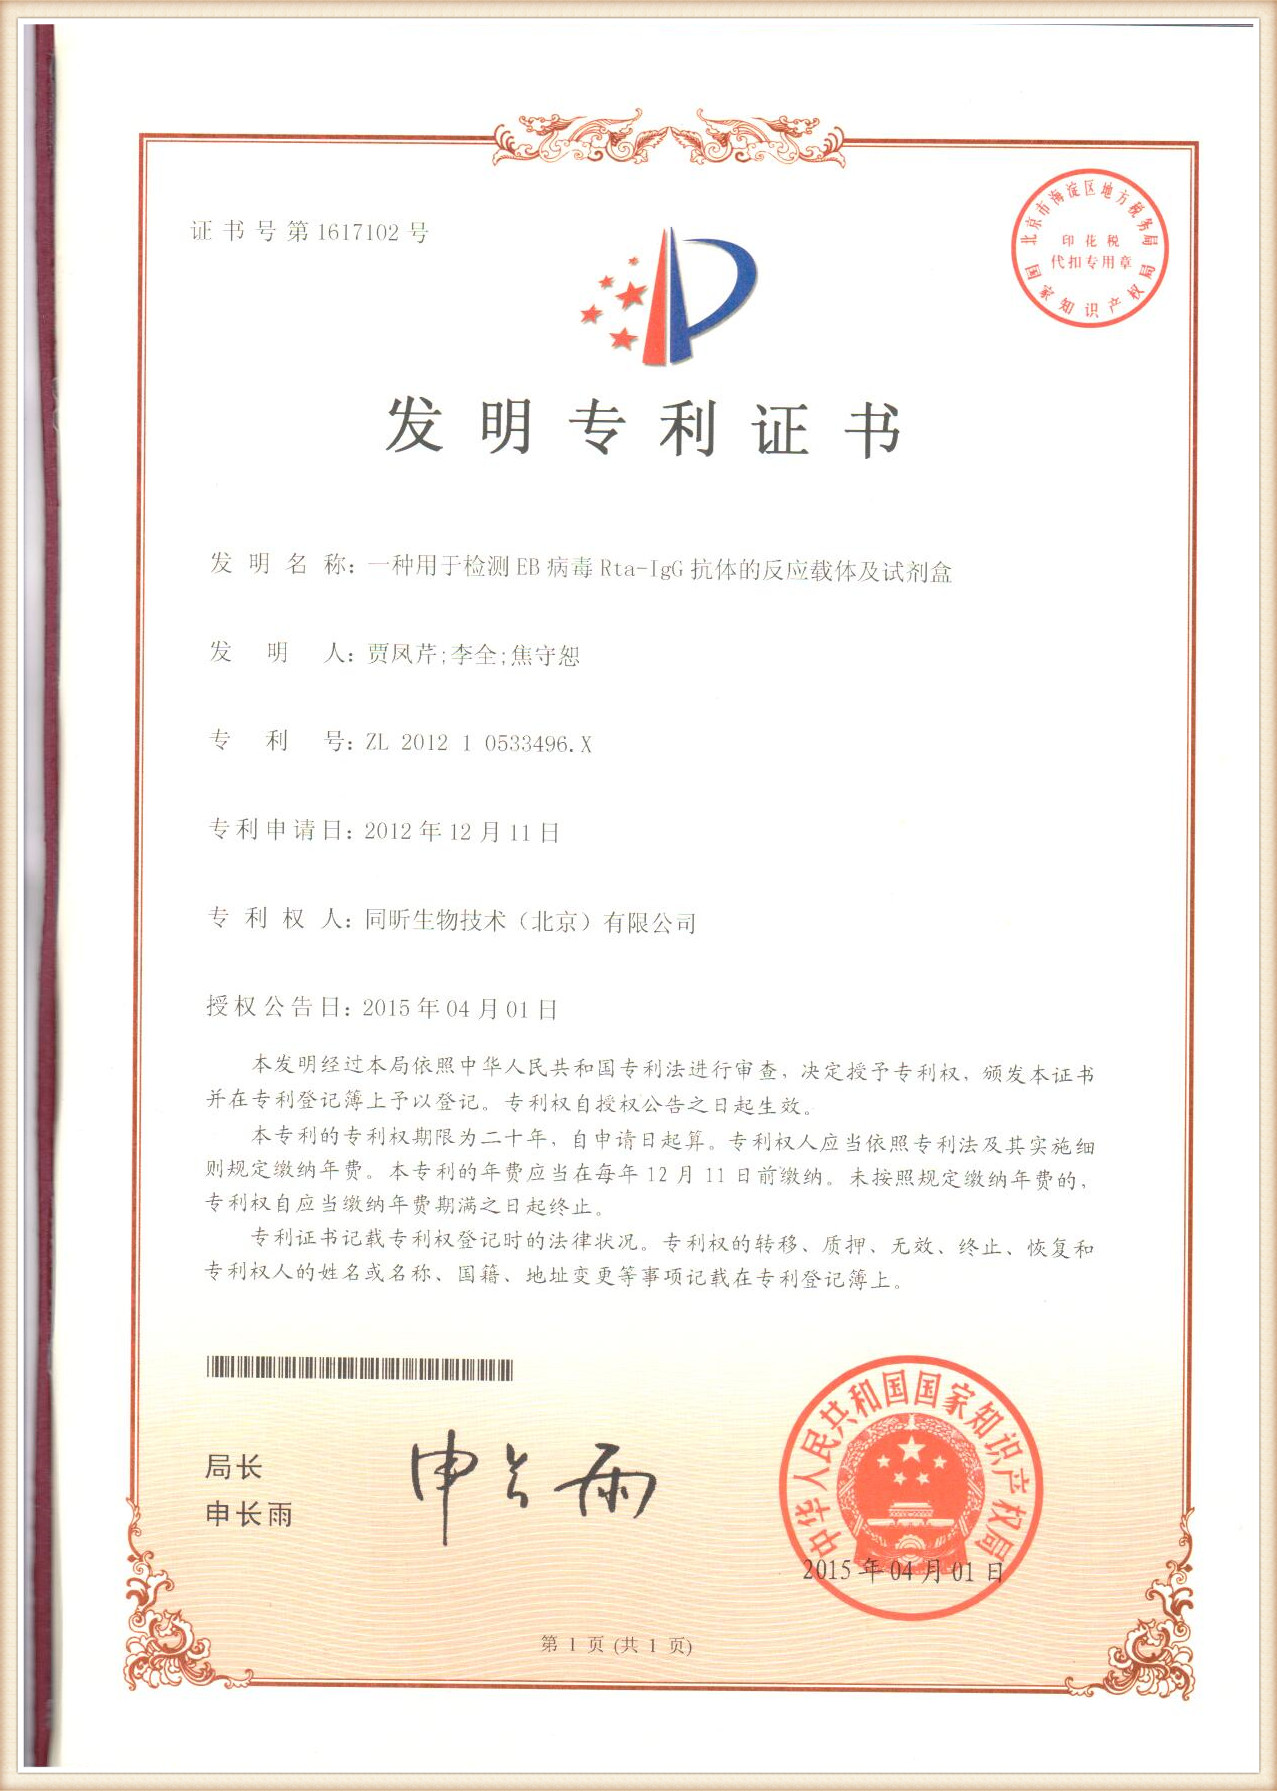 证书号第1617102号
北京市海淀区地方税务局
印花税
代扣专用章
国家知识产权局
发明专利证书
发明名称：一种用于检测EB病毒Rta-IgG抗体的反应载体及试剂盒
发明人：贾凤芹;李全;焦守恕
专利号：ZL 2012 1 0533496.X
专利申请日：2012年12月11日
专利权人：同昕生物技术（北京）有限公司
授权公告日：2015年04月01日
本发明经过本局依照中华人民共和国专利法进行审查，决定授予专利权，颁发本证书
并在专利登记簿上予以登记。专利权自授权公告之日起生效。
本专利的专利权期限为二十年，自申请日起算。专利权人应当依照专利法及其实施细
则规定缴纳年费。本专利的年费应当在每年12月11日前缴纳。未按照规定缴纳年费的，
专利权自应当缴纳年费期满之日起终止。
专利证书记载专利权登记时的法律状况。专利权的转移、质押、无效、终止、恢复和
专利权人的姓名或名称、国籍、地址变更等事项记载在专利登记簿上。
局长
申长雨
申长雨
中华人民共和国国家知识产权局
2015年04月01日
第1页(共1页)